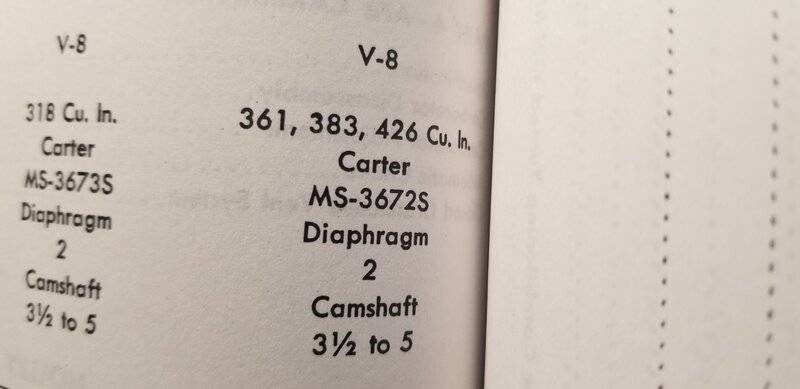 V-8
318 Cu. In.
Carter
MS-3673S
Diaphragm
2
Camshaft
3½ to 5
V-8
361, 383, 426 Cu. In.
Carter
MS-3672S
Diaphragm
2
Camshaft
3½ to 5